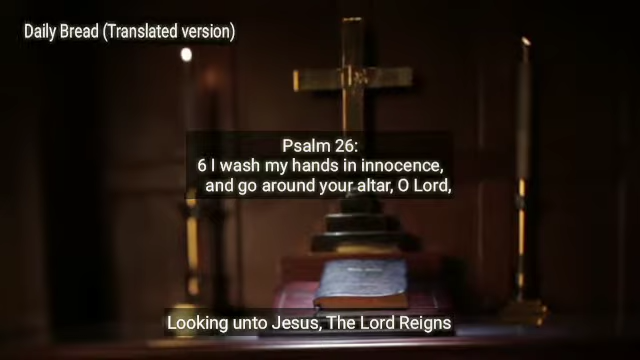 Daily Bread (Translated version)
Psalm 26:
6 I wash my hands in innocence,
and go around your altar, O Lord,
Looking unto Jesus, The Lord Reigns